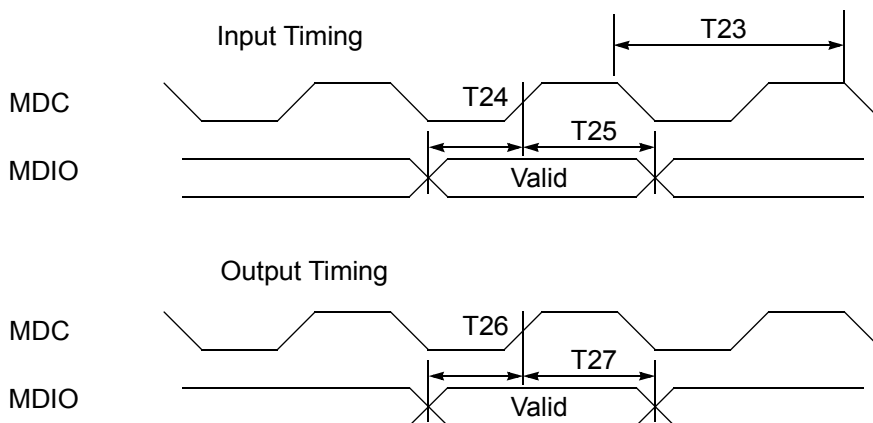 Input Timing
T23
MDC
T24
T25
MDIO
Valid
Output Timing
MDC
T26
T27
MDIO
Valid